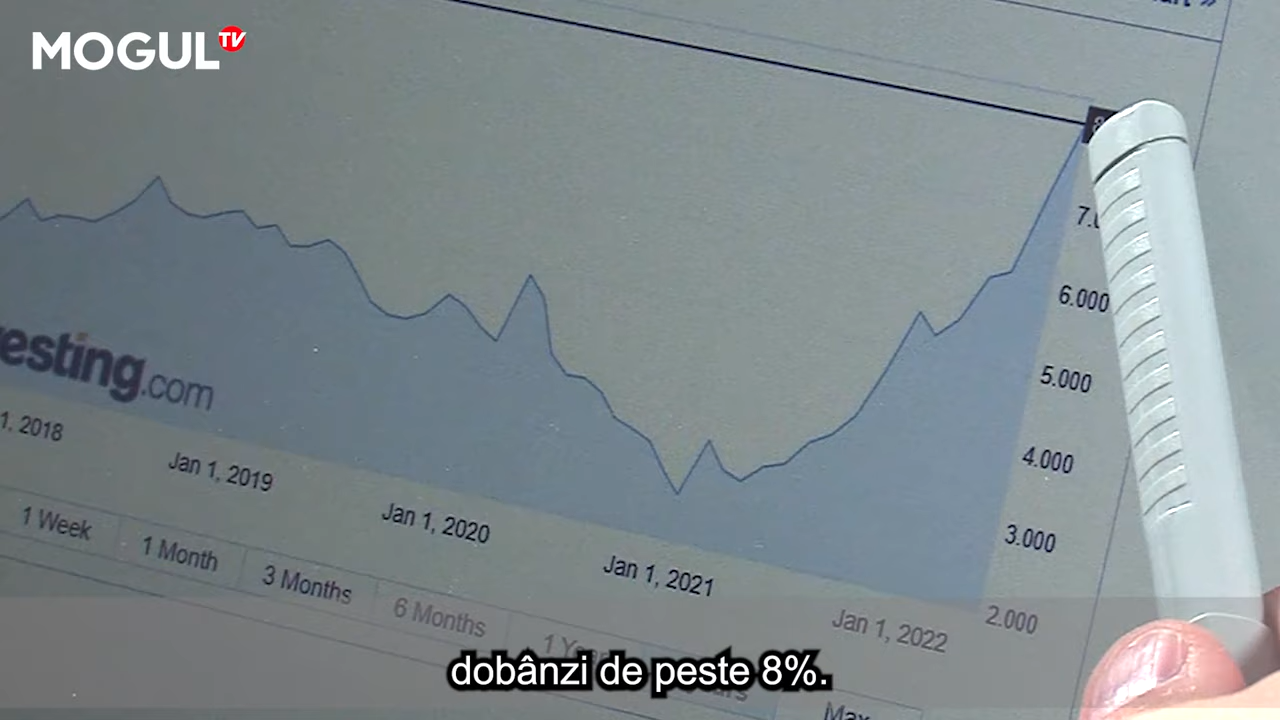 MOGUL TV
7.0
6.000
5.000
4.000
3.000
2.000
esting.com
1, 2018
Jan 1, 2019
Jan 1, 2020
Jan 1, 2021
Jan 1, 2022
1 Week
1 Month
3 Months
6 Months
Max
dobânzi de peste 8%.